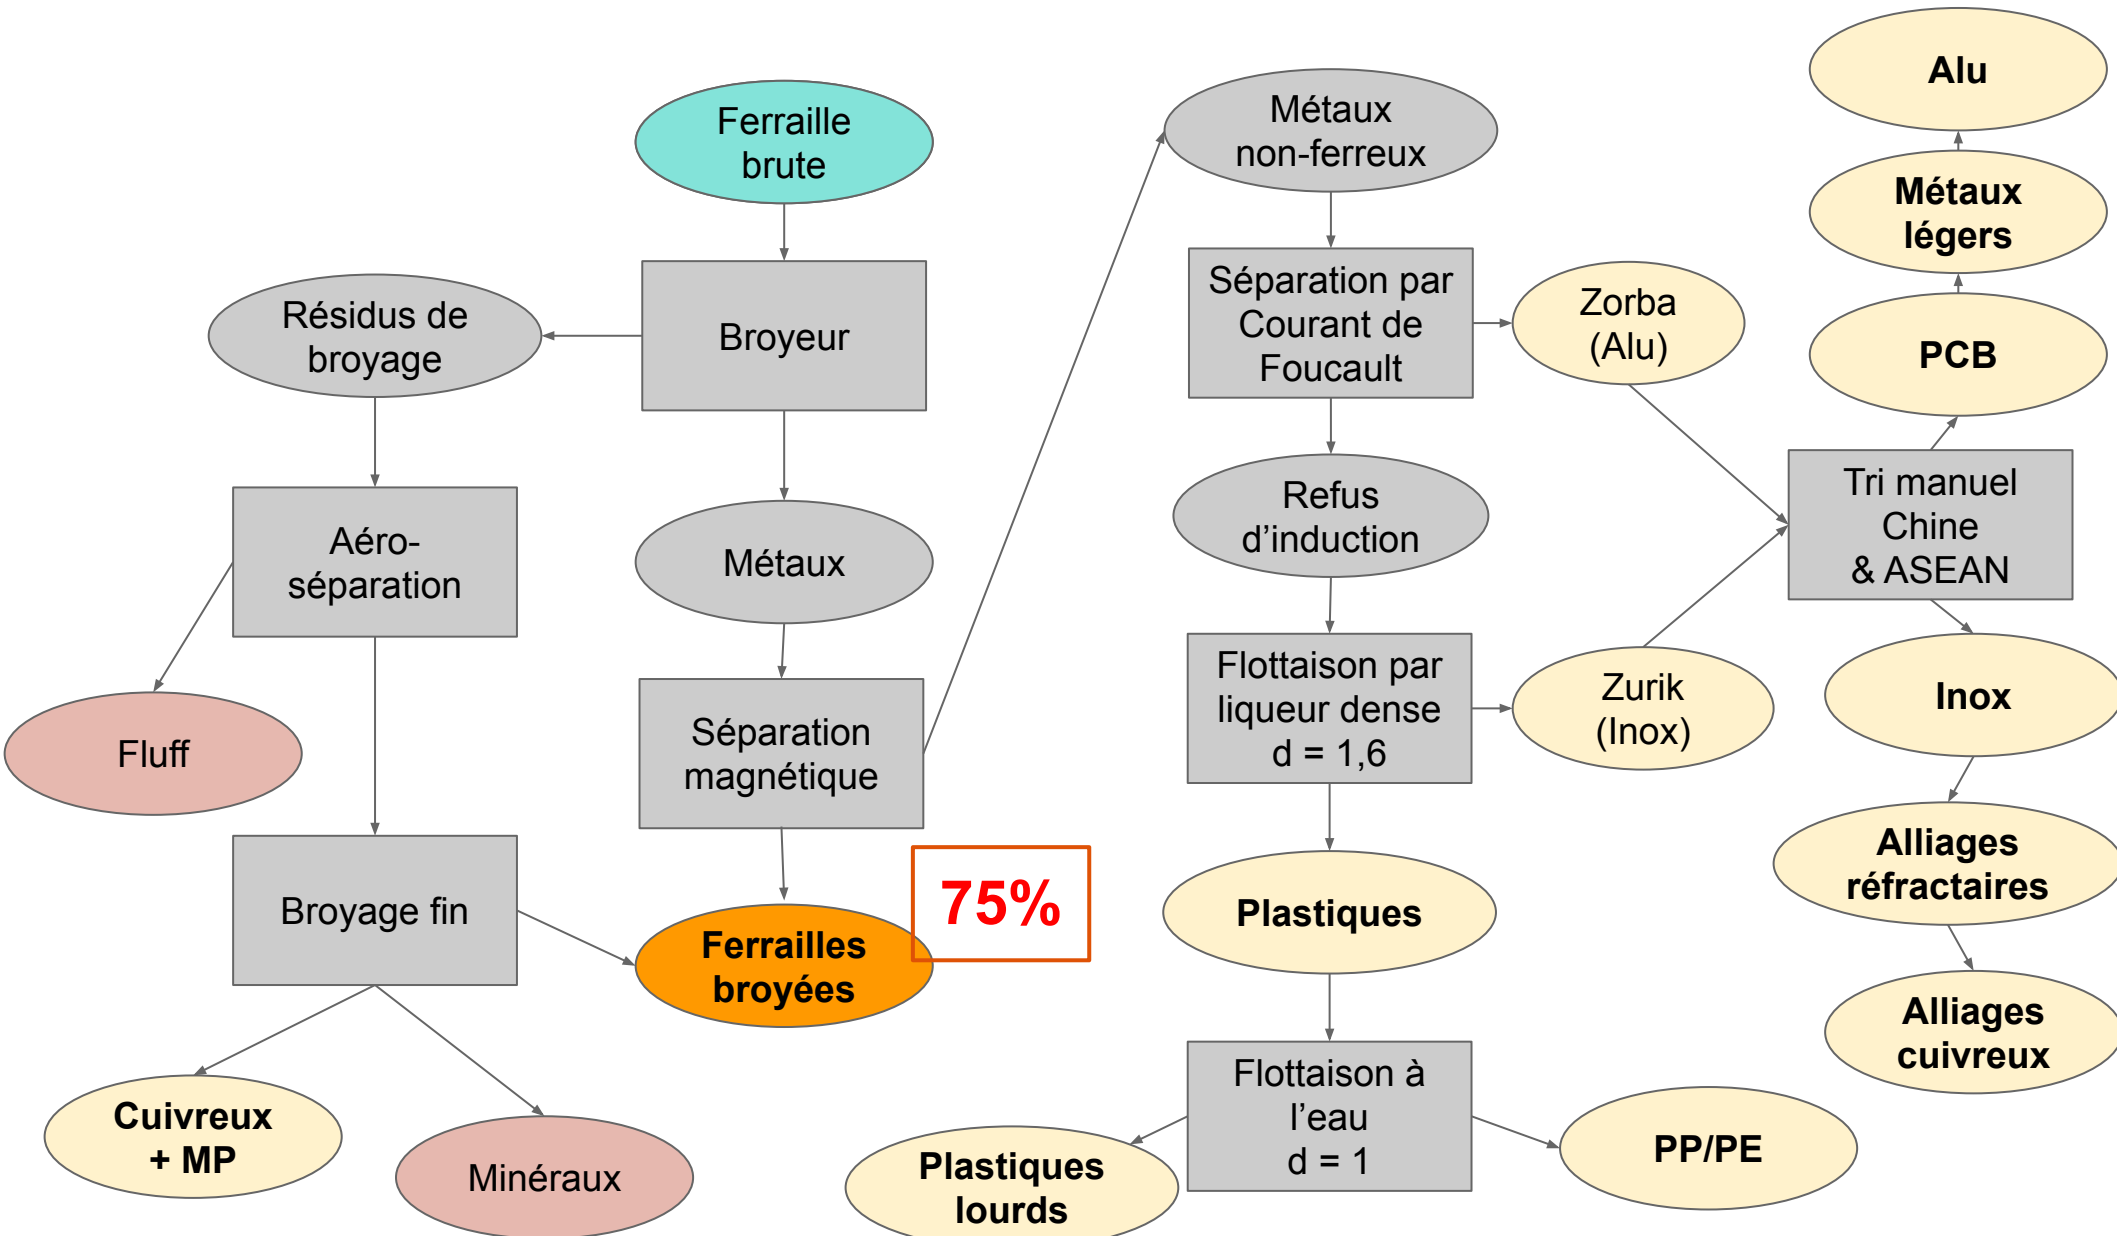 Ferraille
brute
Broyeur
Résidus de
broyage
Aéro-
séparation
Fluff
Broyage fin
Cuivreux
+ MP
Minéraux
Métaux
Séparation
magnétique
Ferrailles
broyées
75%
Métaux
non-ferreux
Séparation par
Courant de
Foucault
Refus
d’induction
Flottaison par
liqueur dense
d = 1,6
Plastiques
Flottaison à
l’eau
d = 1
Plastiques
lourds
PP/PE
Zorba
(Alu)
Zurik
(Inox)
Alu
Métaux
légers
PCB
Tri manuel
Chine
& ASEAN
Inox
Alliages
réfractaires
Alliages
cuivreux